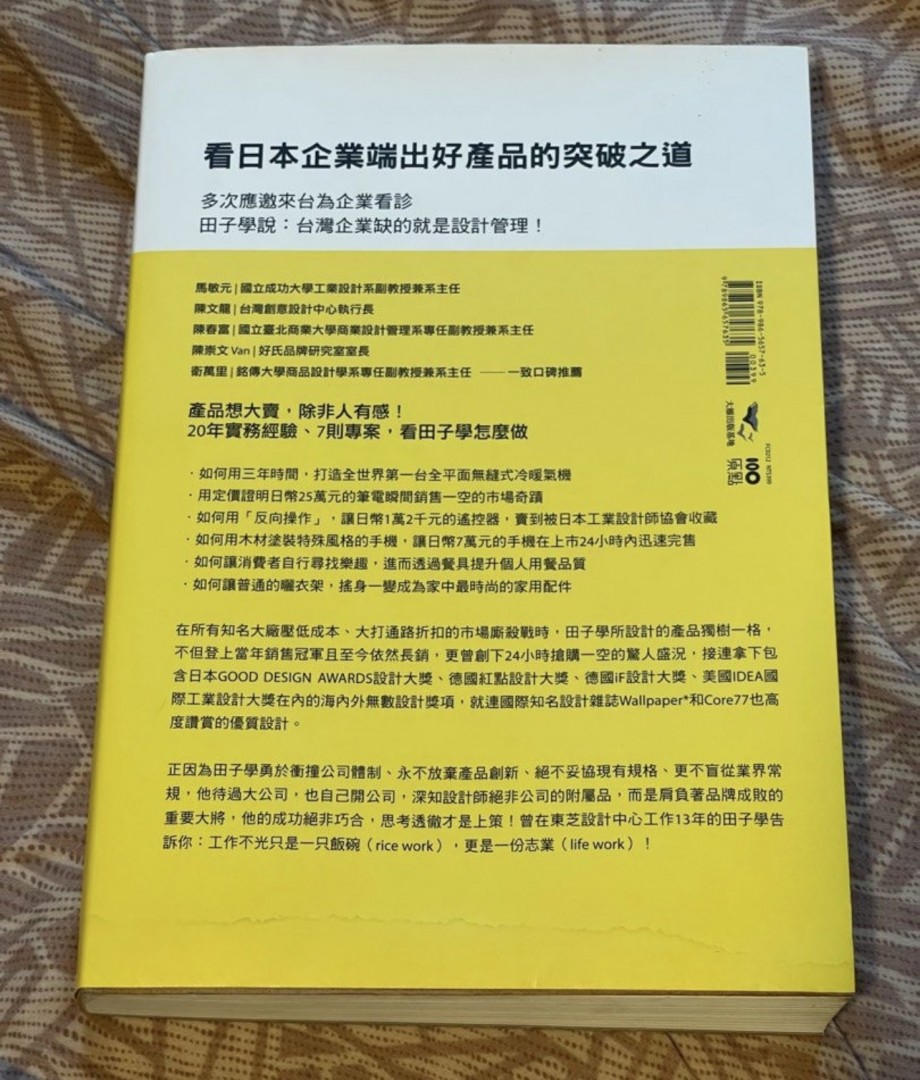 看日本企業端出好產品的突破之道
多次應邀來台為企業看診
田子學說：台灣企業缺的就是設計管理！
馬敏元|國立成功大學工業設計系副教授兼系主任
陳文龍|台灣創意設計中心執行長
陳春富|國立臺北商業大學商業設計管理系專任副教授兼系主任
陳崇文 Van|好氏品牌研究室室長
衛萬里|銘傳大學商品設計學系專任副教授兼系主任 ——一致口碑推薦
產品想大賣，除非人有感！
20年實務經驗、7則專案，看田子學怎麼做
·如何用三年時間，打造全世界第一台全平面無縫式冷暖氣機
·用定價證明日幣25萬元的筆電瞬間銷售一空的市場奇蹟
·如何用「反向操作」，讓日幣1萬2千元的遙控器，賣到被日本工業設計師協會收藏
·如何用木材塗裝特殊風格的手機，讓日幣7萬元的手機在上市24小時內迅速完售
·如何讓消費者自行尋找樂趣，進而透過餐具提升個人用餐品質
·如何讓普通的曬衣架，搖身一變成為家中最時尚的家用配件
在所有知名大廠壓低成本、大打通路折扣的市場廝殺戰時，田子學所設計的產品獨樹一格，
不但登上當年銷售冠軍且至今依然長銷，更曾創下24小時搶購一空的驚人盛況，接連拿下包
含日本GOOD DESIGN AWARDS設計大獎、德國紅點設計大獎、德國iF設計大獎、美國IDEA國
際工業設計大獎在內的海內外無數設計獎項，就連國際知名設計雜誌Wallpaper*和Core77也高
度讚賞的優質設計。
正因為田子學勇於衝撞公司體制、永不放棄產品創新、絕不妥協現有規格、更不盲從業界常
規，他待過大公司，也自己開公司，深知設計師絕非公司的附屬品，而是肩負著品牌成敗的
重要大將，他的成功絕非巧合，思考透徹才是上策！曾在東芝設計中心工作13年的田子學告
訴你：工作不光只是一只飯碗（rice work），更是一份志業（life work）！
ISBN 978-986-5657-63-5
9789865657635
00399
大雁出版基地
100
原點